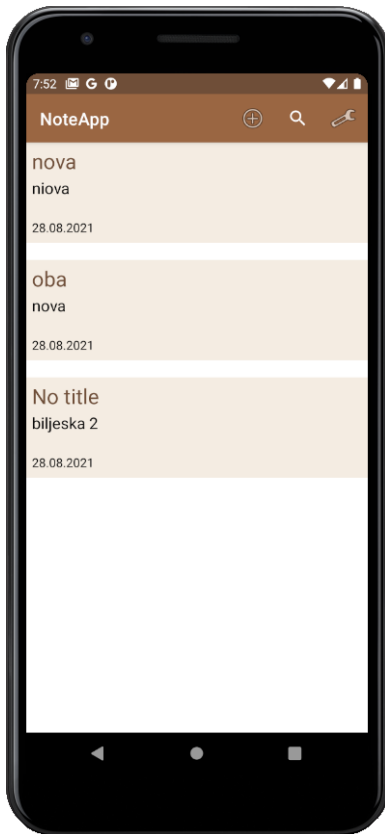 7:52
NoteApp
nova
niova
28.08.2021
oba
nova
28.08.2021
No title
biljeska 2
28.08.2021